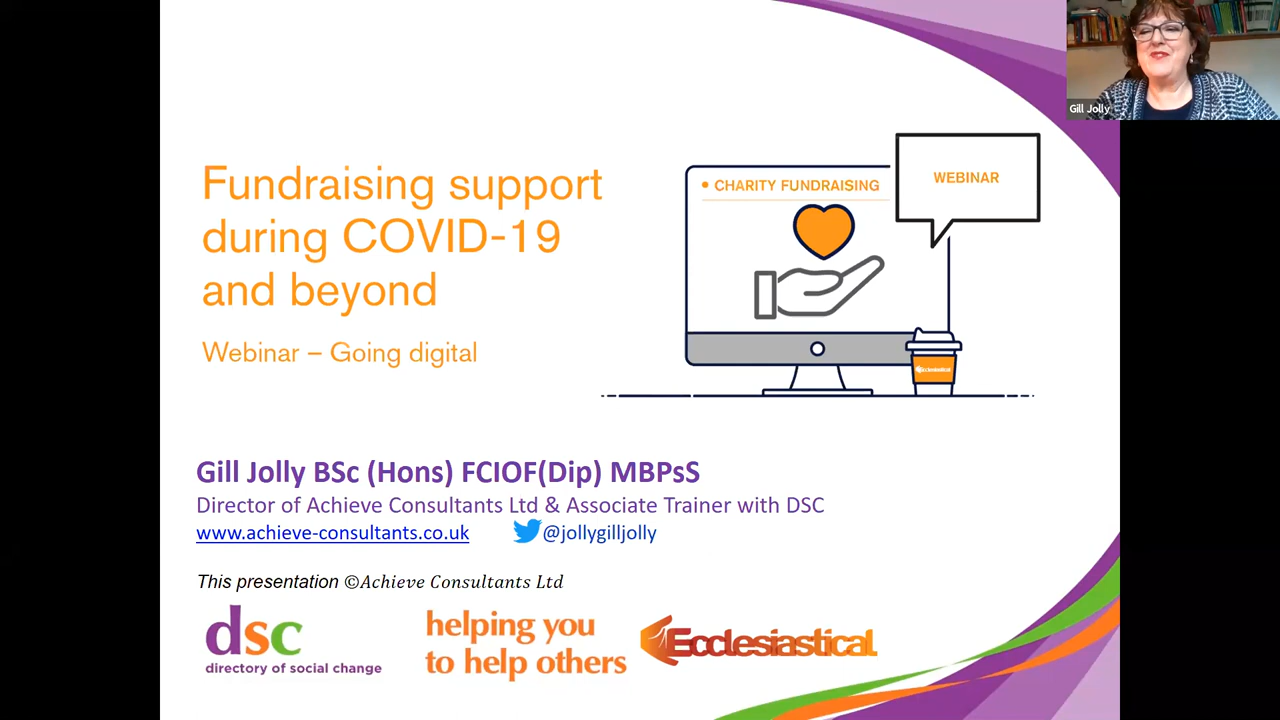 Gill Jolly
Fundraising support
during COVID-19
and beyond
Webinar – Going digital
• CHARITY FUNDRAISING
WEBINAR
Ecclesiastical
Gill Jolly BSc (Hons) FCIOF(Dip) MBPsS
Director of Achieve Consultants Ltd & Associate Trainer with DSC
www.achieve-consultants.co.uk @jollygilljolly
This presentation ©Achieve Consultants Ltd
dsc
directory of social change
helping you
to help others
Ecclesiastical